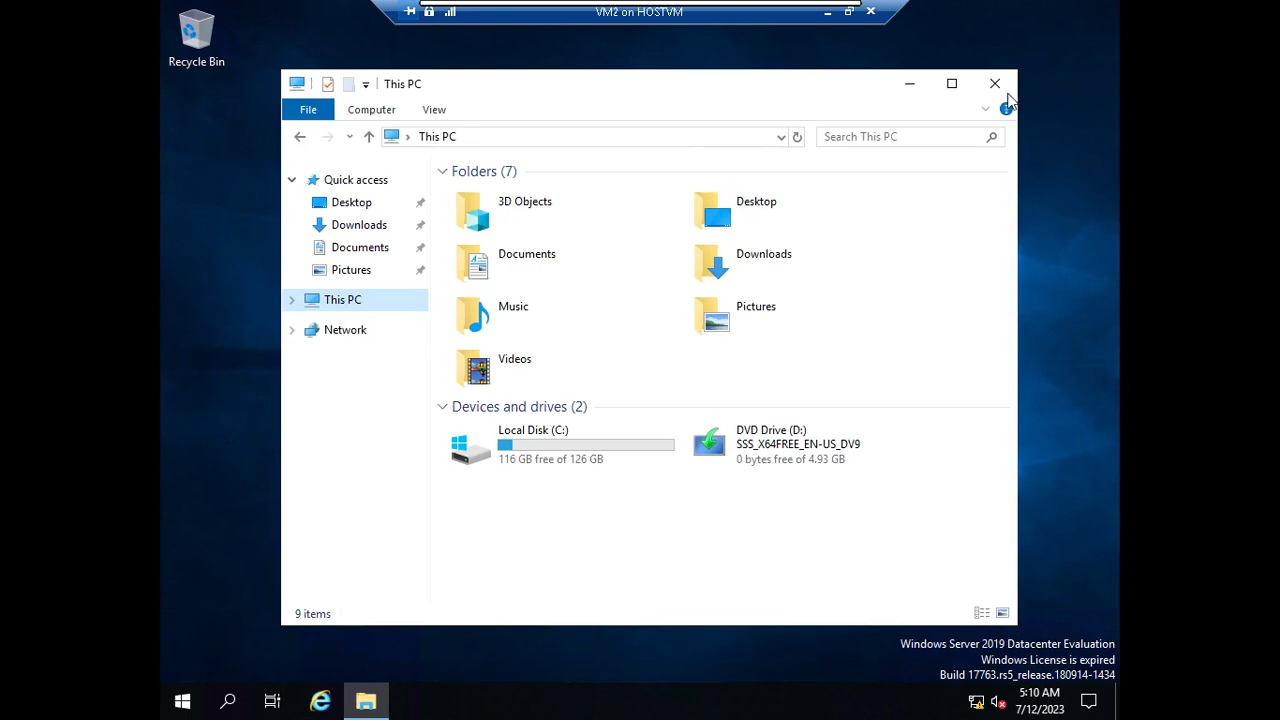 VM2 on HOSTVM
Recycle Bin
This PC
File Computer View
This PC
Search This PC
Quick access
Desktop
Downloads
Documents
Pictures
This PC
Network
Folders (7)
3D Objects
Desktop
Documents
Downloads
Music
Pictures
Videos
Devices and drives (2)
Local Disk (C:)
116 GB free of 126 GB
DVD Drive (D:)
SSS_X64FREE_EN-US_DV9
0 bytes free of 4.93 GB
9 items
Windows Server 2019 Datacenter Evaluation
Windows License is expired
Build 17763.rs5_release.180914-1434
5:10 AM
7/12/2023